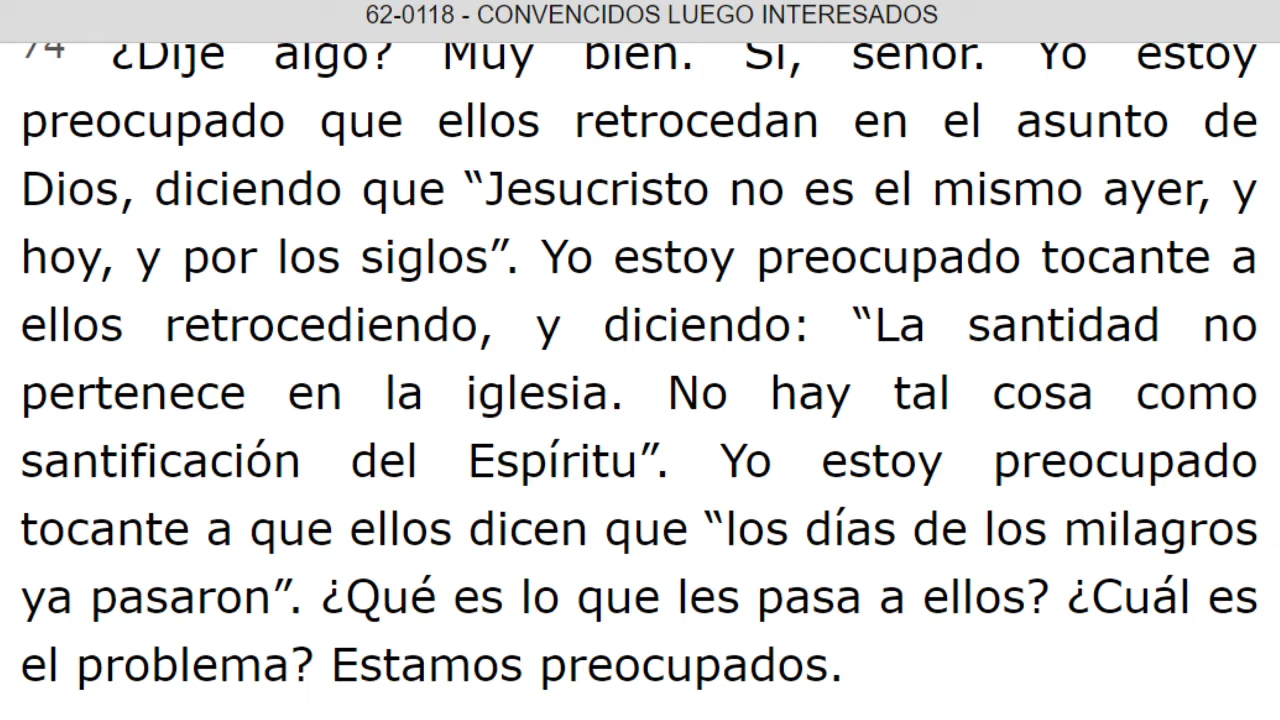 62-0118 - CONVENCIDOS LUEGO INTERESADOS
74 ¿Dije algo? Muy bien. Sí, señor. Yo estoy
preocupado que ellos retrocedan en el asunto de
Dios, diciendo que “Jesucristo no es el mismo ayer, y
hoy, y por los siglos”. Yo estoy preocupado tocante a
ellos retrocediendo, y diciendo: “La santidad no
pertenece en la iglesia. No hay tal cosa como
santificación del Espíritu”. Yo estoy preocupado
tocante a que ellos dicen que “los días de los milagros
ya pasaron”. ¿Qué es lo que les pasa a ellos? ¿Cuál es
el problema? Estamos preocupados.